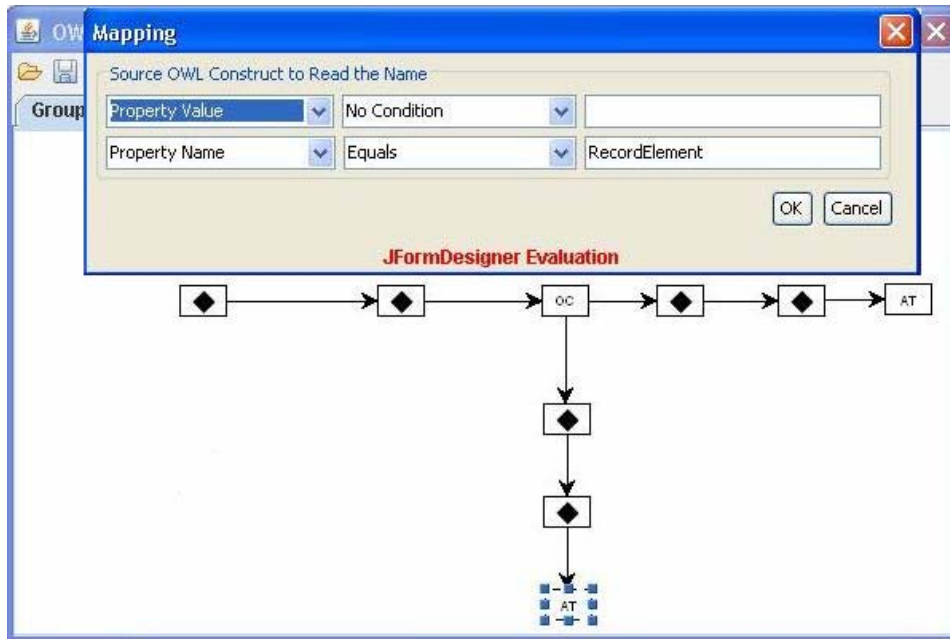 OW
Mapping
Source OWL Construct to Read the Name
Group
Property Value No Condition
Property Name Equals RecordElement
OK Cancel
JFormDesigner Evaluation
OC AT
AT